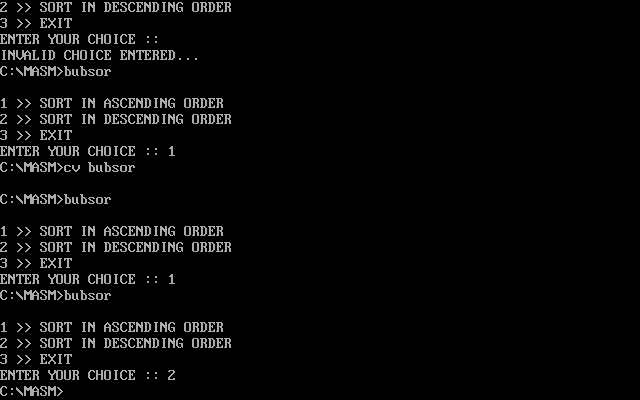 2 >> SORT IN DESCENDING ORDER
3 >> EXIT
ENTER YOUR CHOICE ::
INVALID CHOICE ENTERED...
C:\MASM>bubsor
1 >> SORT IN ASCENDING ORDER
2 >> SORT IN DESCENDING ORDER
3 >> EXIT
ENTER YOUR CHOICE :: 1
C:\MASM>cv bubsor
C:\MASM>bubsor
1 >> SORT IN ASCENDING ORDER
2 >> SORT IN DESCENDING ORDER
3 >> EXIT
ENTER YOUR CHOICE :: 1
C:\MASM>bubsor
1 >> SORT IN ASCENDING ORDER
2 >> SORT IN DESCENDING ORDER
3 >> EXIT
ENTER YOUR CHOICE :: 2
C:\MASM>